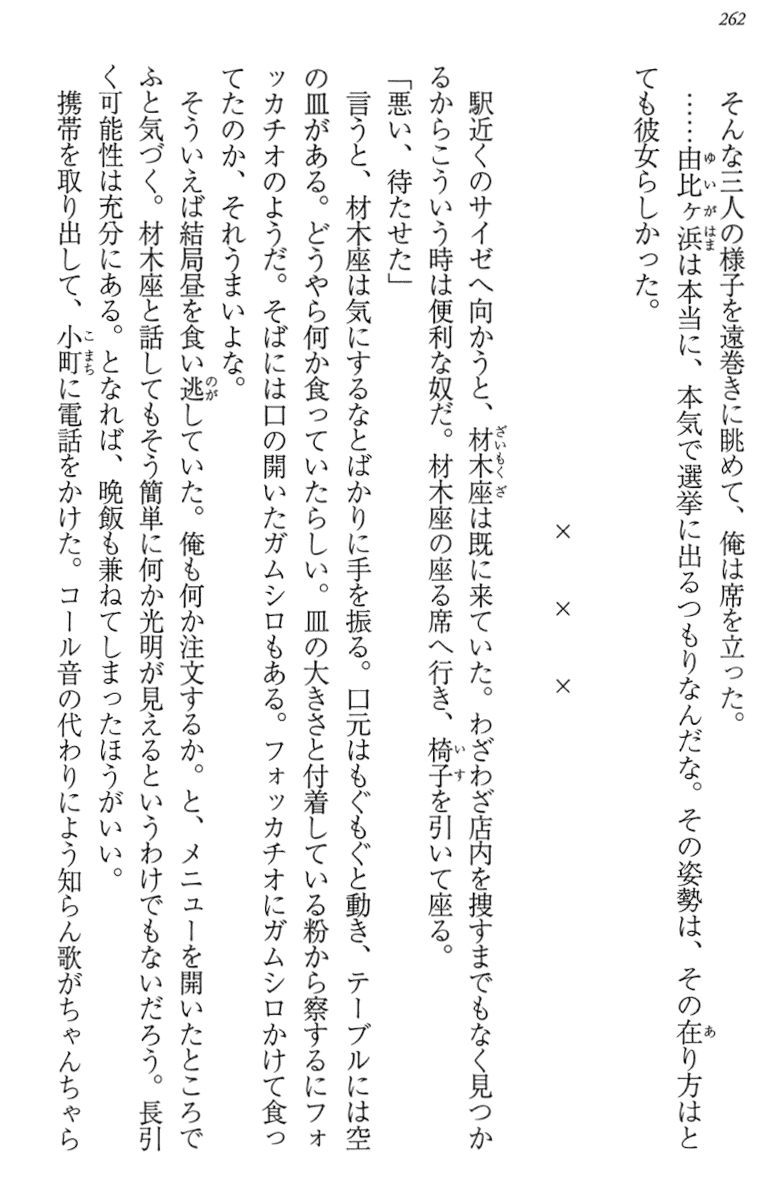 262
そんな三人の様子を遠巻きに眺めて、俺は席を立った。
……由比ヶ浜は本当に、本気で選挙に出るつもりなんだな。その姿勢は、その在り方はと
ても彼女らしかった。
× × ×
駅近くのサイゼへ向かうと、材木座は既に来ていた。わざわざ店内を捜すまでもなく見つか
るからこういう時は便利な奴だ。材木座の座る席へ行き、椅子を引いて座る。
「悪い、待たせた」
言うと、材木座は気にするなとばかりに手を振る。口元はもぐもぐと動き、テーブルには空
の皿がある。どうやら何か食っていたらしい。皿の大きさと付着している粉から察するにフォ
ッカチオのようだ。そばには口の開いたガムシロもある。フォッカチオにガムシロかけて食っ
てたのか、それうまいよな。
そういえば結局昼を食い逃していた。俺も何か注文するか。と、メニューを開いたところで
ふと気づく。材木座と話してもそう簡単に何か光明が見えるというわけでもないだろう。長引
く可能性は充分にある。となれば、晩飯も兼ねてしまったほうがいい。
携帯を取り出して、小町に電話をかけた。コール音の代わりによう知らん歌がちゃんちゃら